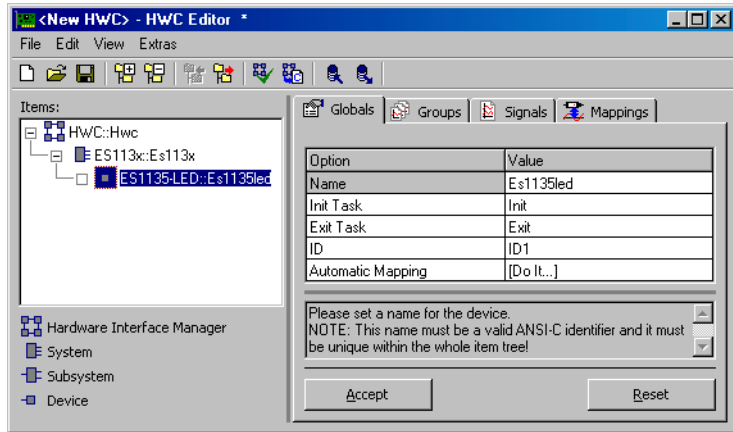 <New HWC> - HWC Editor *
File Edit View Extras
Items:
HWC::Hwc
ES113x::Es113x
ES1135-LED::Es1135led
Hardware Interface Manager
System
Subsystem
Device
Globals Groups Signals Mappings
Option Value
Name Es1135led
Init Task Init
Exit Task Exit
ID ID1
Automatic Mapping [Do It...]
Please set a name for the device.
NOTE: This name must be a valid ANSI-C identifier and it must
be unique within the whole item tree!
Accept Reset